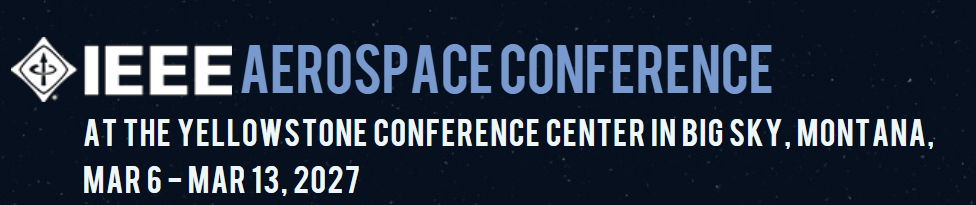 IEEE AEROSPACE CONFERENCE
AT THE YELLOWSTONE CONFERENCE CENTER IN BIG SKY, MONTANA,
MAR 6 - MAR 13, 2027